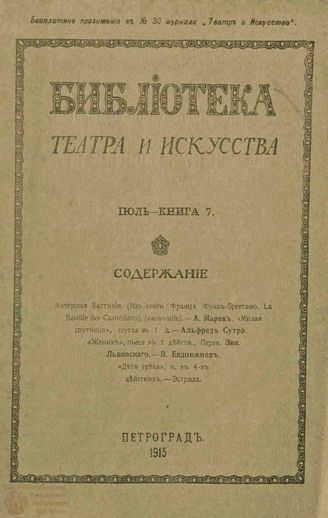 Безплатное приложеніе къ № 30 журнала „Театръ и Искусство“.
БИБЛІОТЕКА
ТЕАТРА И ИСКУССТВА
ІЮЛЬ—КНИГА 7.
СОДЕРЖАНІЕ
Актерская Бастилія. (Изъ книги Франца Функъ-Брентано. La
Bastille des Comédiens), (окончаніе).— А. Марек. «Милая
спутница», шутка въ 1 д.—Альфредъ Сутро.
«Женихъ», пьеса въ 1 дѣйств., Перев. Зин.
Львовскаго.— В. Евдокимовъ.
«Дѣти грѣха», п. въ 4-хъ
дѣйствіяхъ.—Эстрада.
ПЕТРОГРАДЪ.
1915